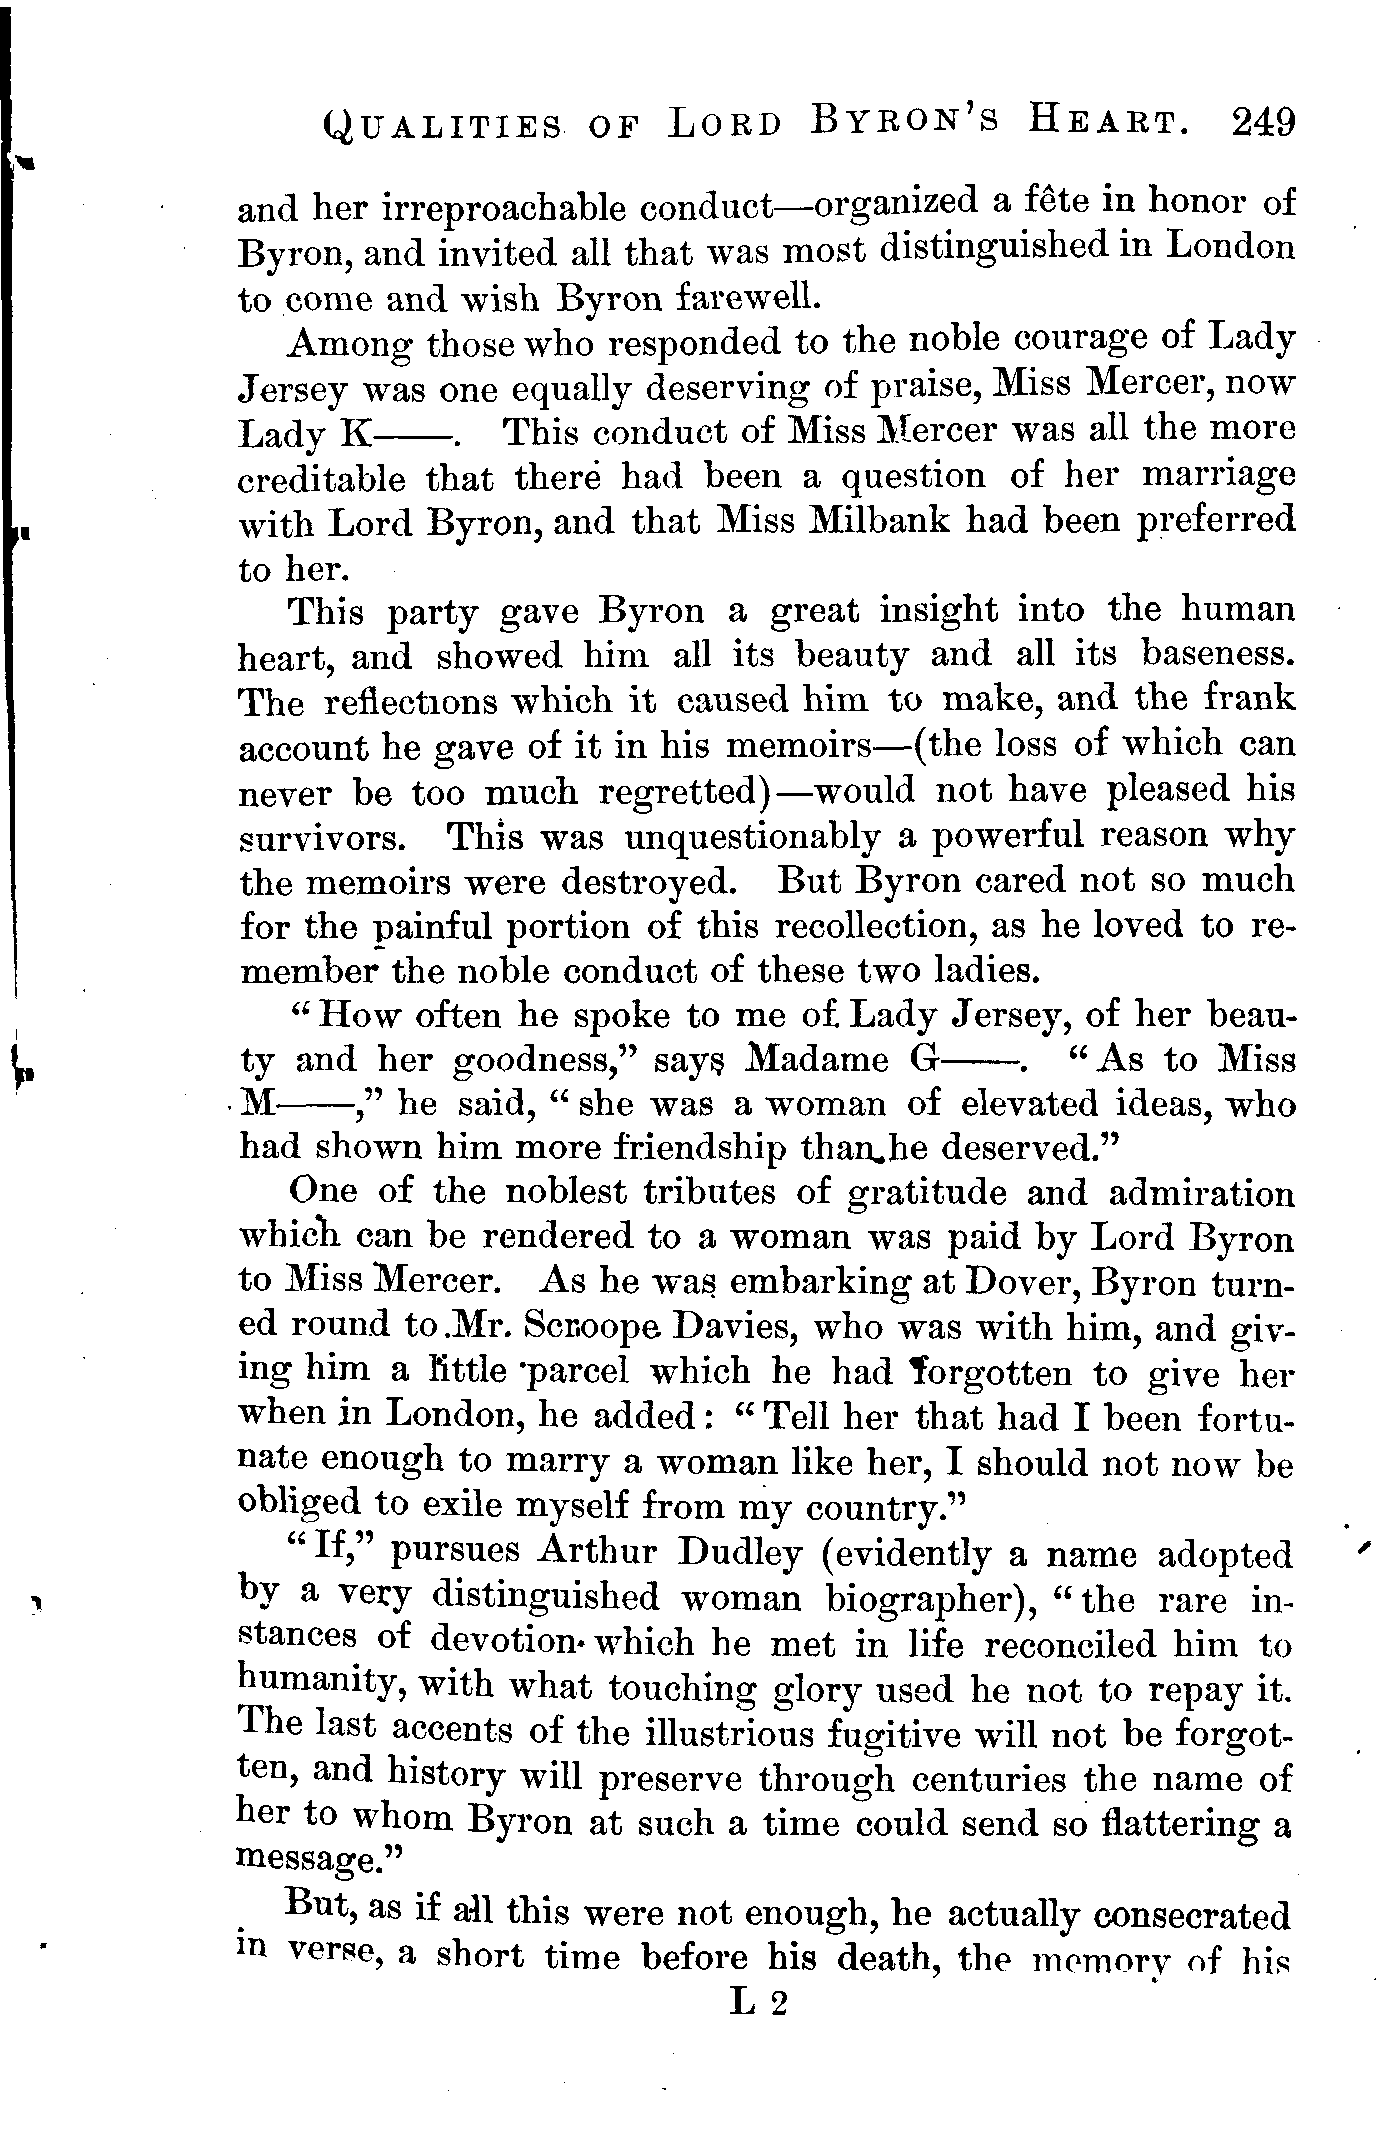 QUALITIES OF LORD BYRON'S HEART. 249
and her irreproachable conduct—organized a fête in honor of
Byron, and invited all that was most distinguished in London
to come and wish Byron farewell.
Among those who responded to the noble courage of Lady
Jersey was one equally deserving of praise, Miss Mercer, now
Lady K——. This conduct of Miss Mercer was all the more
creditable that there had been a question of her marriage
with Lord Byron, and that Miss Milbank had been preferred
to her.
This party gave Byron a great insight into the human
heart, and showed him all its beauty and all its baseness.
The reflections which it caused him to make, and the frank
account he gave of it in his memoirs—(the loss of which can
never be too much regretted)—would not have pleased his
survivors. This was unquestionably a powerful reason why
the memoirs were destroyed. But Byron cared not so much
for the painful portion of this recollection, as he loved to re-
member the noble conduct of these two ladies.
"How often he spoke to me of Lady Jersey, of her beau-
ty and her goodness," says Madame G——. "As to Miss
M——," he said, "she was a woman of elevated ideas, who
had shown him more friendship than he deserved."
One of the noblest tributes of gratitude and admiration
which can be rendered to a woman was paid by Lord Byron
to Miss Mercer. As he was embarking at Dover, Byron turn-
ed round to Mr. Scroope Davies, who was with him, and giv-
ing him a little parcel which he had forgotten to give her
when in London, he added: "Tell her that had I been fortu-
nate enough to marry a woman like her, I should not now be
obliged to exile myself from my country."
"If," pursues Arthur Dudley (evidently a name adopted
by a very distinguished woman biographer), "the rare in-
stances of devotion which he met in life reconciled him to
humanity, with what touching glory used he not to repay it.
The last accents of the illustrious fugitive will not be forgot-
ten, and history will preserve through centuries the name of
her to whom Byron at such a time could send so flattering a
message."
But, as if all this were not enough, he actually consecrated
in verse, a short time before his death, the memory of his
L 2